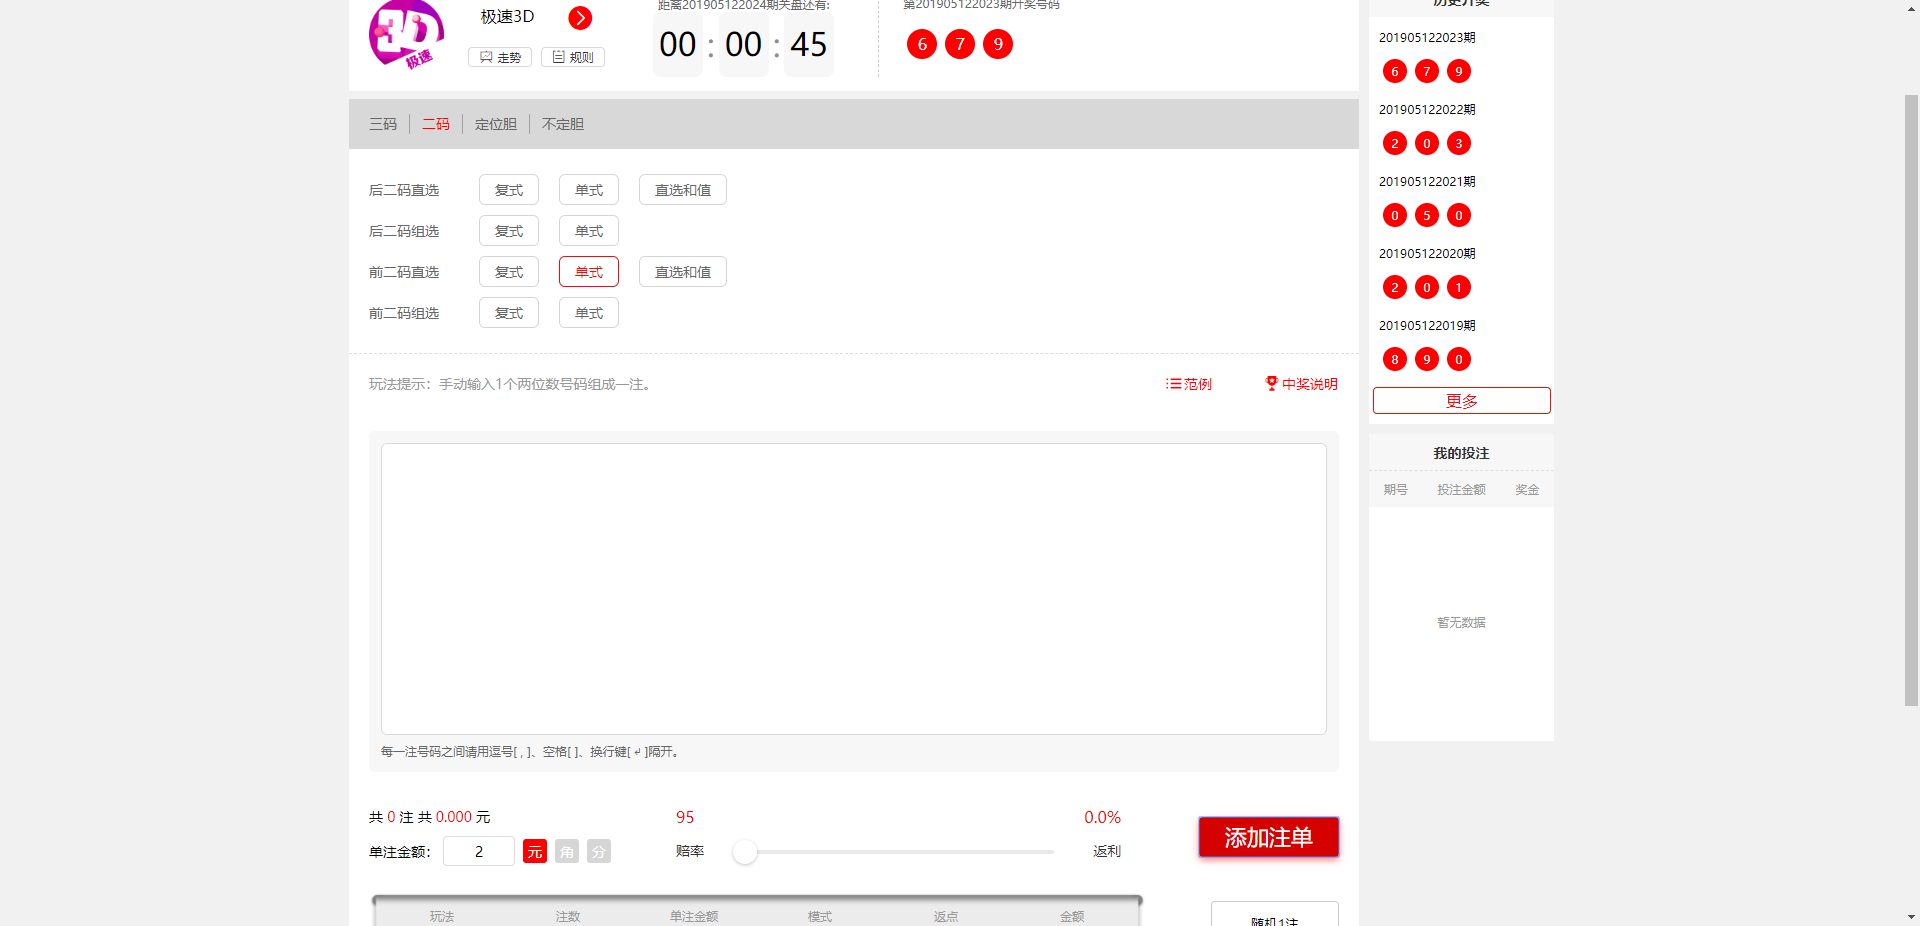 极速3D
走势
规则
距离201905122024期关盘还有:
00 : 00 : 45
第201905122023期开奖号码
6 7 9
三码
二码
定位胆
不定胆
后二码直选 复式 单式 直选和值
后二码组选 复式 单式
前二码直选 复式 单式 直选和值
前二码组选 复式 单式
玩法提示：手动输入1个两位数号码组成一注。
范例
中奖说明
每一注号码之间请用逗号[ , ]、空格[ ]、换行键[ ↵ ]隔开。
共 0 注 共 0.000 元
单注金额： 2 元 角 分
95
赔率
0.0%
返利
添加注单
玩法 注数 单注金额 模式 返点 金额
随机1注
历史开奖
201905122023期
6 7 9
201905122022期
2 0 3
201905122021期
0 5 0
201905122020期
2 0 1
201905122019期
8 9 0
更多
我的投注
期号 投注金额 奖金
暂无数据
3D
极速